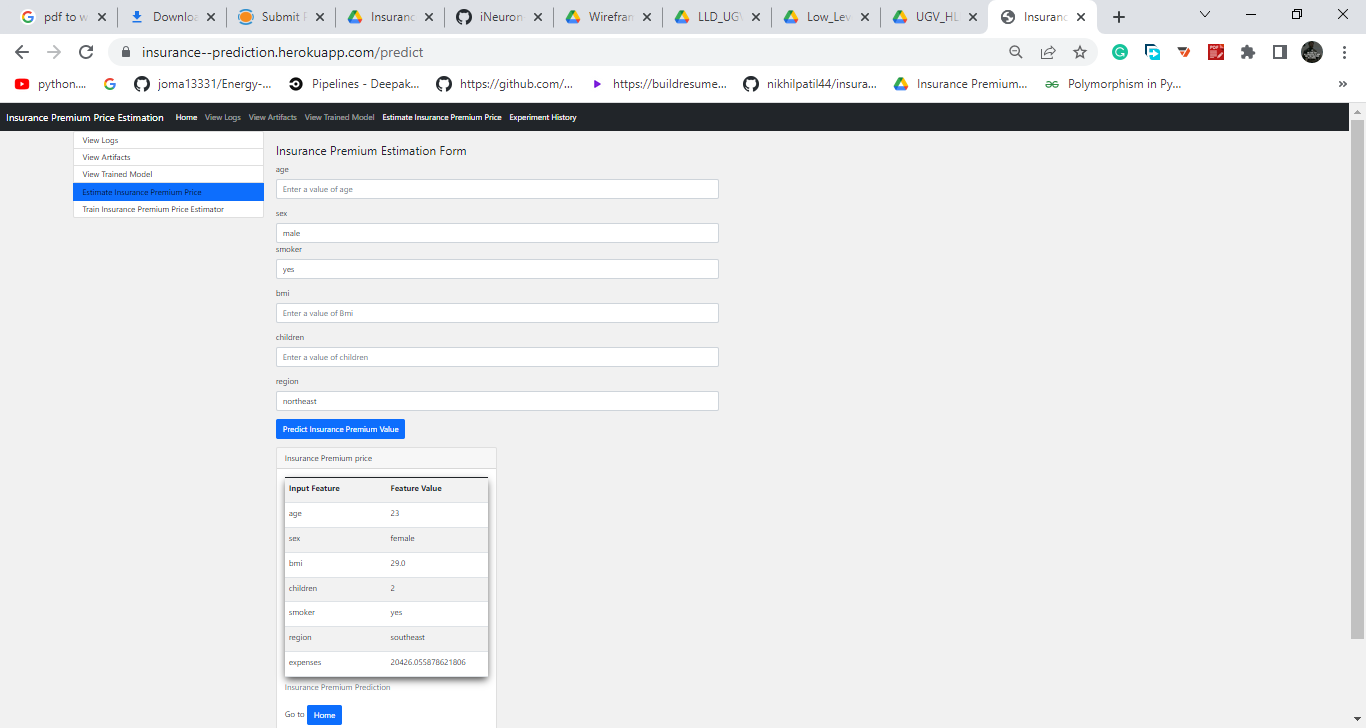 pdf to w
Downloa
Submit F
Insuranc
iNeuron
Wirefran
LLD_UGV
Low_Lev
UGV_HL
Insuranc
insurance--prediction.herokuapp.com/predict
python....
joma13331/Energy-...
Pipelines - Deepak...
https://github.com/...
https://buildresume...
nikhilpatil44/insura...
Insurance Premium...
Polymorphism in Py...
»
Insurance Premium Price Estimation Home View Logs View Artifacts View Trained Model Estimate Insurance Premium Price Experiment History
View Logs
View Artifacts
View Trained Model
Estimate Insurance Premium Price
Train Insurance Premium Price Estimator
Insurance Premium Estimation Form
age
Enter a value of age
sex
male
smoker
yes
bmi
Enter a value of Bmi
children
Enter a value of children
region
northeast
Predict Insurance Premium Value
Insurance Premium price
Input Feature Feature Value
age 23
sex female
bmi 29.0
children 2
smoker yes
region southeast
expenses 20426.055878621806
Insurance Premium Prediction
Go to Home